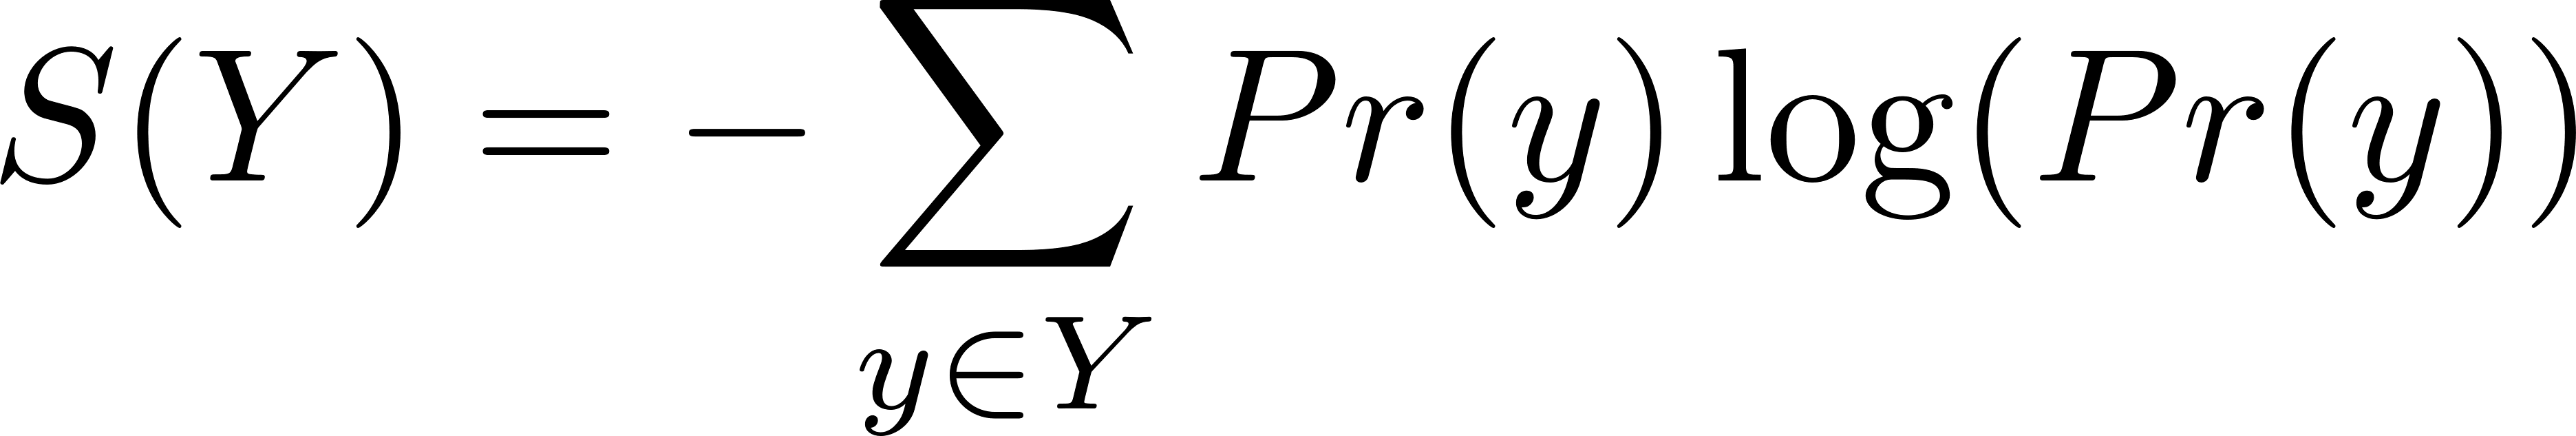 S(Y) = − ∑ Pr(y) log(Pr(y))
y∈Y